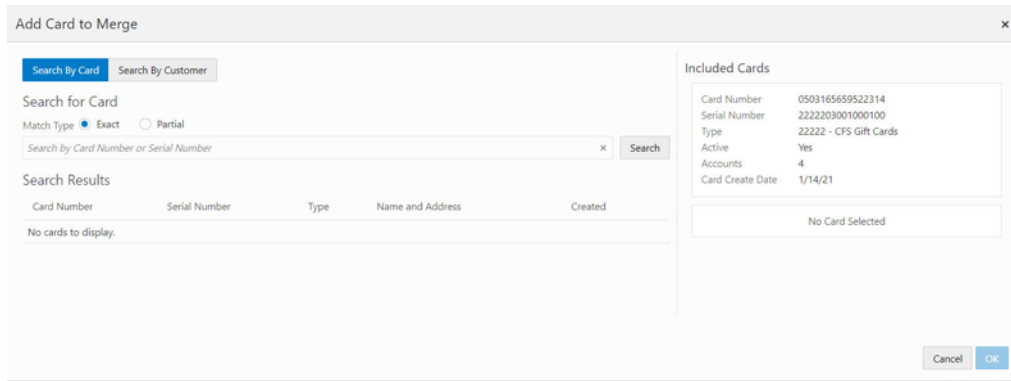 Add Card to Merge
×
Search By Card Search By Customer
Search for Card
Match Type Exact Partial
Search by Card Number or Serial Number × Search
Search Results
Card Number Serial Number Type Name and Address Created
No cards to display.
Included Cards
Card Number 0503165659522314
Serial Number 2222203001000100
Type 22222 - CFS Gift Cards
Active Yes
Accounts 4
Card Create Date 1/14/21
No Card Selected
Cancel OK